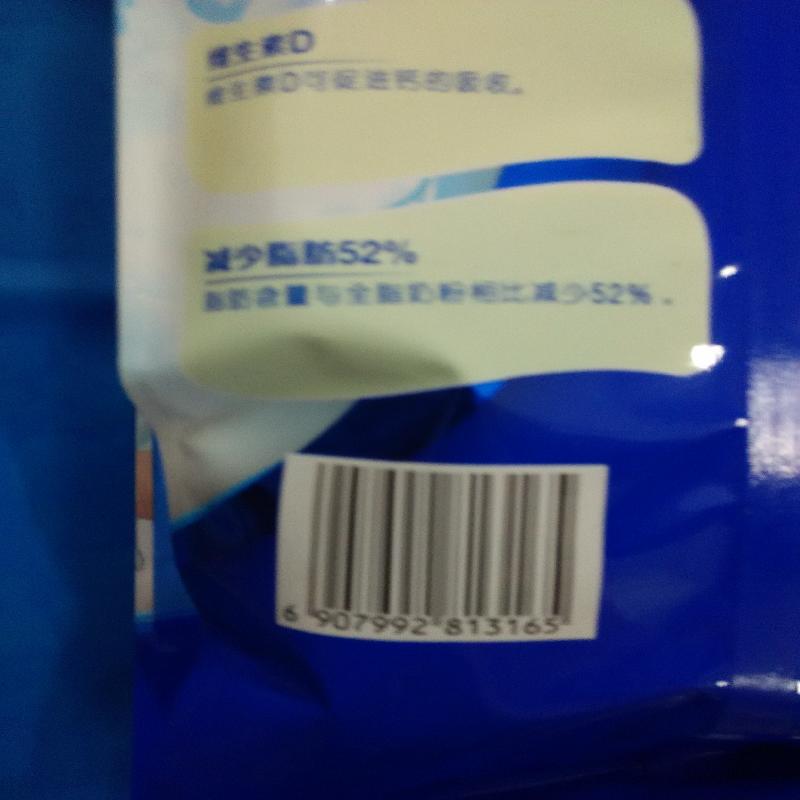 维生素D
维生素D可促进钙的吸收。
减少脂肪52%
脂肪含量与全脂奶粉相比减少52%。
6 907992 813165